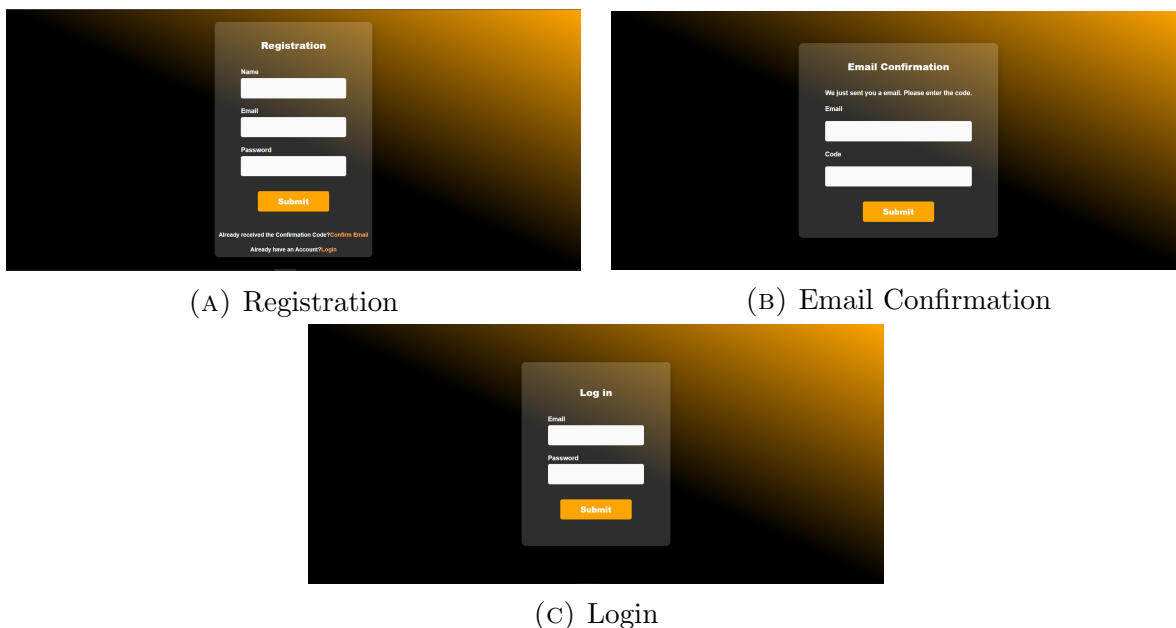 Registration
Name
Email
Password
Submit
Already received the Confirmation Code?Confirm Email
Already have an Account?Login
(A) Registration
Email Confirmation
We just sent you a email. Please enter the code.
Email
Code
Submit
(B) Email Confirmation
Log in
Email
Password
Submit
(C) Login